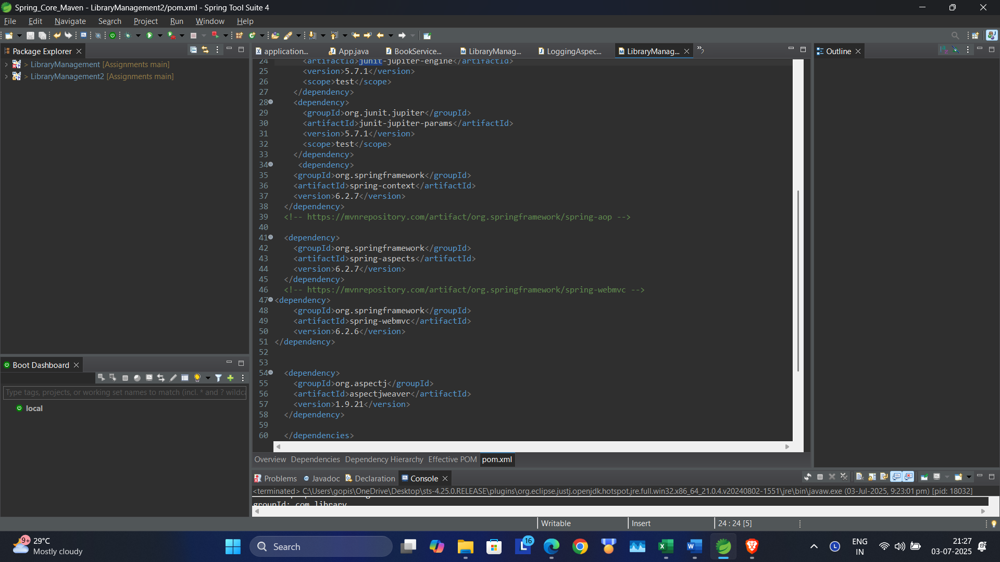 Spring_Core_Maven - LibraryManagement2/pom.xml - Spring Tool Suite 4
File Edit Navigate Search Project Run Window Help
Package Explorer
> LibraryManagement [Assignments main]
> LibraryManagement2 [Assignments main]
application... App.java BookService... LibraryManag... LoggingAspec... LibraryManag...
24 <artifactId>junit-jupiter-engine</artifactId>
25 <version>5.7.1</version>
26 <scope>test</scope>
27 </dependency>
28 <dependency>
29 <groupId>org.junit.jupiter</groupId>
30 <artifactId>junit-jupiter-params</artifactId>
31 <version>5.7.1</version>
32 <scope>test</scope>
33 </dependency>
34 <dependency>
35 <groupId>org.springframework</groupId>
36 <artifactId>spring-context</artifactId>
37 <version>6.2.7</version>
38 </dependency>
39 <!-- https://mvnrepository.com/artifact/org.springframework/spring-aop -->
40
41 <dependency>
42 <groupId>org.springframework</groupId>
43 <artifactId>spring-aspects</artifactId>
44 <version>6.2.7</version>
45 </dependency>
46 <!-- https://mvnrepository.com/artifact/org.springframework/spring-webmvc -->
47 <dependency>
48 <groupId>org.springframework</groupId>
49 <artifactId>spring-webmvc</artifactId>
50 <version>6.2.6</version>
51 </dependency>
52
53
54 <dependency>
55 <groupId>org.aspectj</groupId>
56 <artifactId>aspectjweaver</artifactId>
57 <version>1.9.21</version>
58 </dependency>
59
60 </dependencies>
Overview Dependencies Dependency Hierarchy Effective POM pom.xml
Outline
Boot Dashboard
Type tags, projects, or working set names to match (incl. * and ? wildca
local
Problems Javadoc Declaration Console
<terminated> C:\Users\gopis\OneDrive\Desktop\sts-4.25.0.RELEASE\plugins\org.eclipse.justj.openjdk.hotspot.jre.full.win32.x86_64_21.0.4.v20240802-1551\jre\bin\javaw.exe (03-Jul-2025, 9:23:01 pm) [pid: 18032]
groupId: com.library
Writable Insert 24 : 24 [5]
9+ 29°C
Mostly cloudy
Search
16
ENG
IN
21:27
03-07-2025